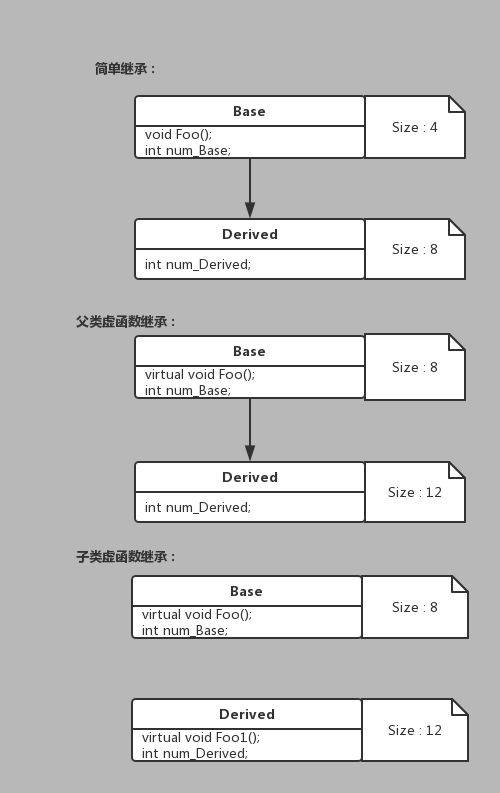 简单继承：
Base
void Foo();
int num_Base;
Size : 4
Derived
int num_Derived;
Size : 8
父类虚函数继承：
Base
virtual void Foo();
int num_Base;
Size : 8
Derived
int num_Derived;
Size : 12
子类虚函数继承：
Base
virtual void Foo();
int num_Base;
Size : 8
Derived
virtual void Foo1();
int num_Derived;
Size : 12